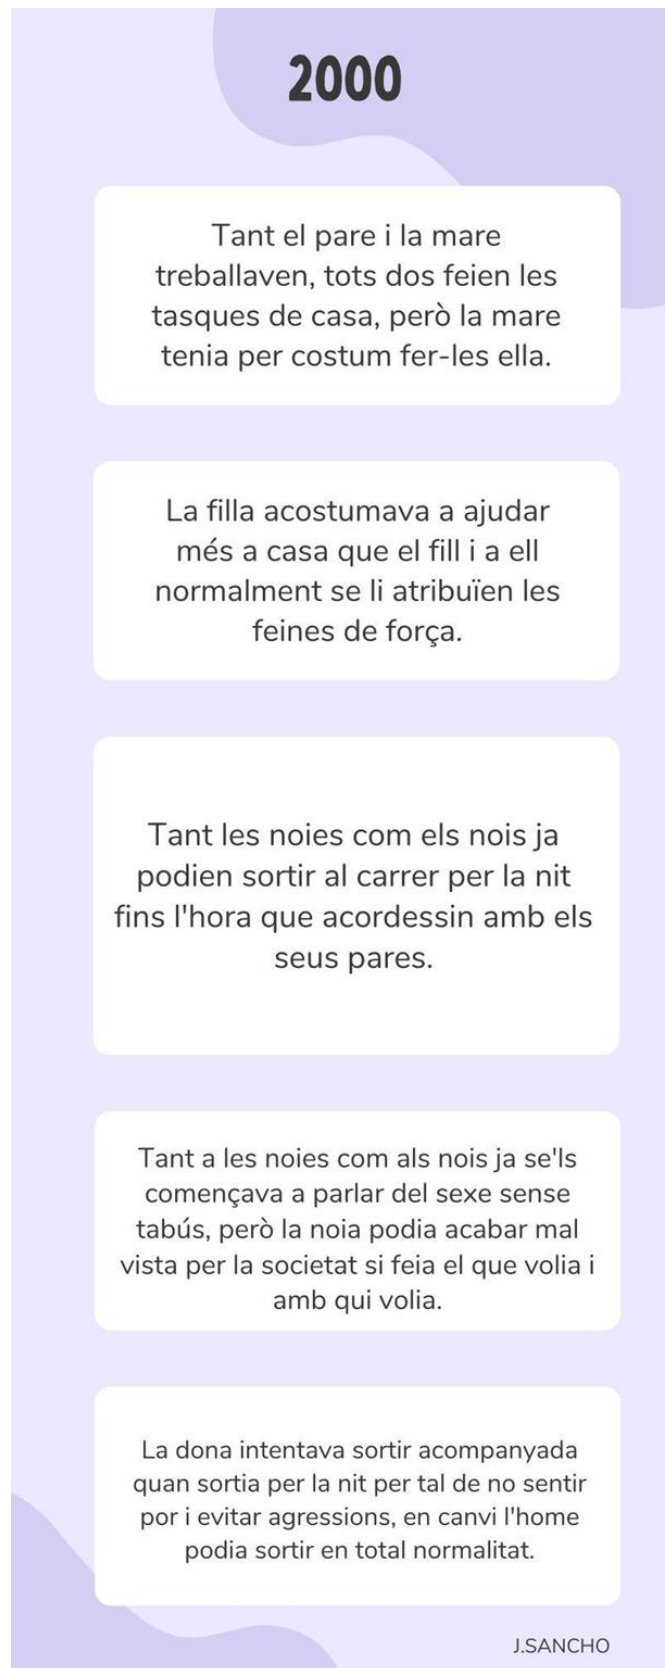 2000
Tant el pare i la mare
treballaven, tots dos feien les
tasques de casa, però la mare
tenia per costum fer-les ella.
La filla acostumava a ajudar
més a casa que el fill i a ell
normalment se li atribuïen les
feines de força.
Tant les noies com els nois ja
podien sortir al carrer per la nit
fins l'hora que acordessin amb els
seus pares.
Tant a les noies com als nois ja se'ls
començava a parlar del sexe sense
tabús, però la noia podia acabar mal
vista per la societat si feia el que volia i
amb qui volia.
La dona intentava sortir acompanyada
quan sortia per la nit per tal de no sentir
por i evitar agressions, en canvi l'home
podia sortir en total normalitat.
J.SANCHO